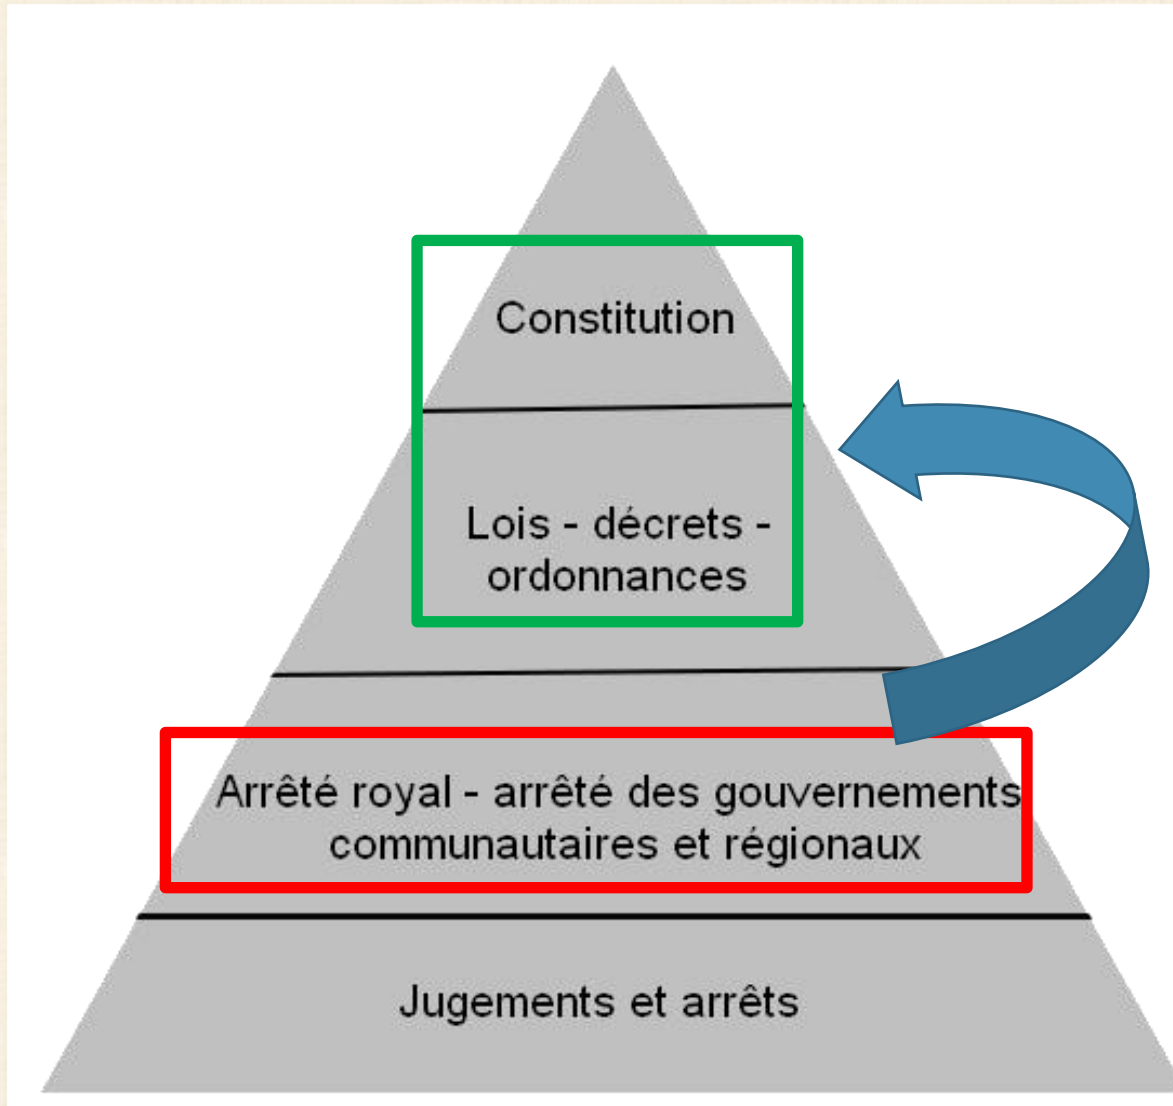 Constitution
Lois - décrets -
ordonnances
Arrêté royal - arrêté des gouvernements
communautaires et régionaux
Jugements et arrêts